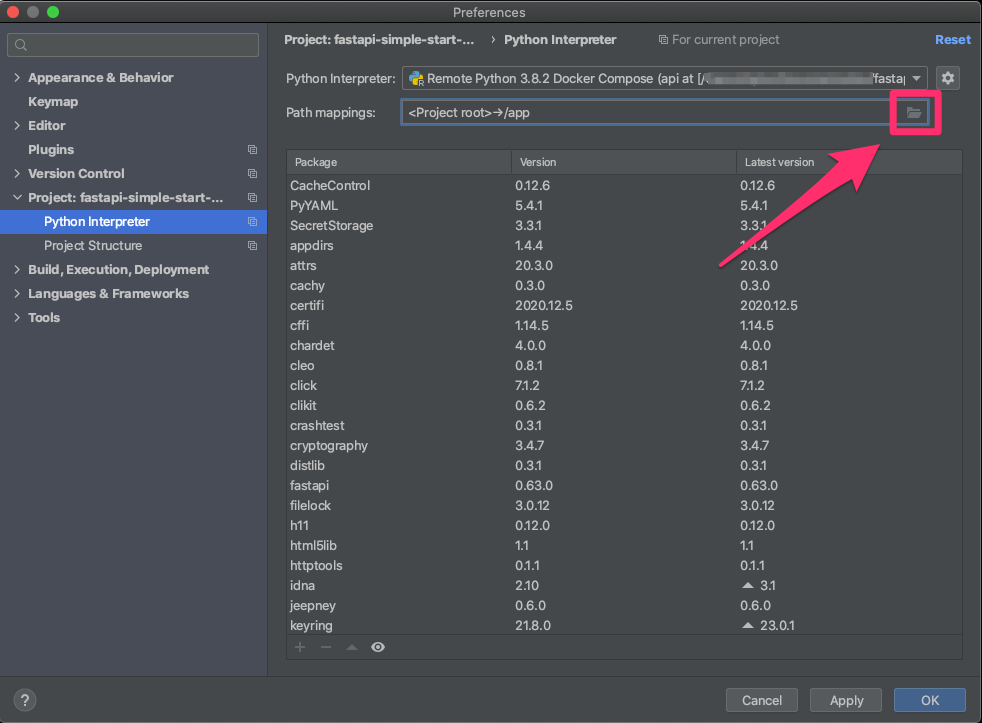 Preferences
Project: fastapi-simple-start-... › Python Interpreter For current project Reset
Appearance & Behavior
Keymap
Editor
Plugins
Version Control
Project: fastapi-simple-start-...
Python Interpreter
Project Structure
Build, Execution, Deployment
Languages & Frameworks
Tools
Python Interpreter: Remote Python 3.8.2 Docker Compose (api at [/ /fastap
Path mappings: <Project root>→/app
Package Version Latest version
CacheControl 0.12.6 0.12.6
PyYAML 5.4.1 5.4.1
SecretStorage 3.3.1 3.3.1
appdirs 1.4.4 1.4.4
attrs 20.3.0 20.3.0
cachy 0.3.0 0.3.0
certifi 2020.12.5 2020.12.5
cffi 1.14.5 1.14.5
chardet 4.0.0 4.0.0
cleo 0.8.1 0.8.1
click 7.1.2 7.1.2
clikit 0.6.2 0.6.2
crashtest 0.3.1 0.3.1
cryptography 3.4.7 3.4.7
distlib 0.3.1 0.3.1
fastapi 0.63.0 0.63.0
filelock 3.0.12 3.0.12
h11 0.12.0 0.12.0
html5lib 1.1 1.1
httptools 0.1.1 0.1.1
idna 2.10 3.1
jeepney 0.6.0 0.6.0
keyring 21.8.0 23.0.1
? Cancel Apply OK